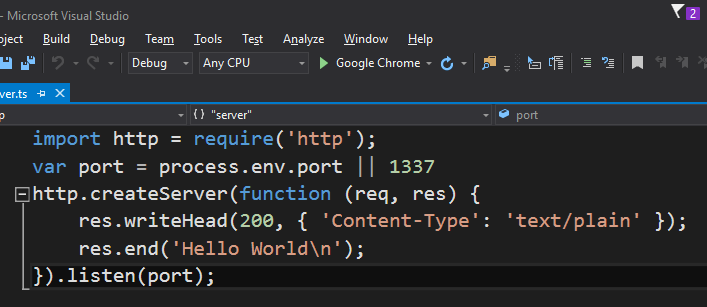 - Microsoft Visual Studio 2
oject Build Debug Team Tools Test Analyze Window Help
Debug Any CPU Google Chrome
ver.ts
p {} "server" port
import http = require('http');
var port = process.env.port || 1337
http.createServer(function (req, res) {
res.writeHead(200, { 'Content-Type': 'text/plain' });
res.end('Hello World\n');
}).listen(port);